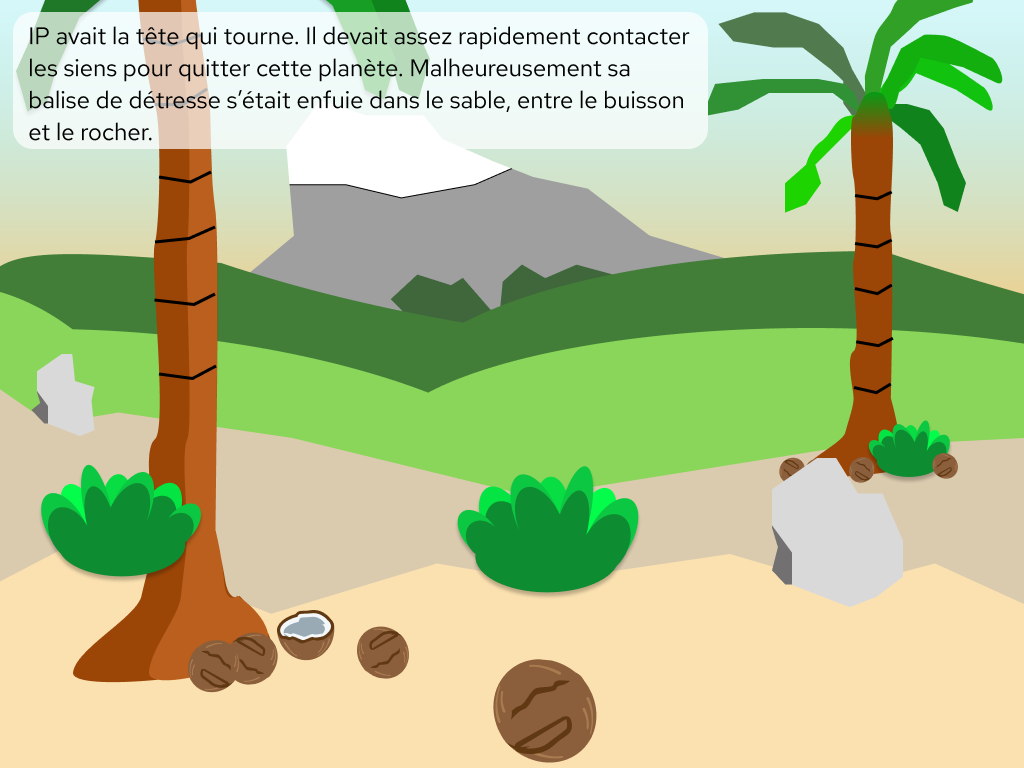 IP avait la tête qui tourne. Il devait assez rapidement contacter
les siens pour quitter cette planète. Malheureusement sa
balise de détresse s’était enfuie dans le sable, entre le buisson
et le rocher.